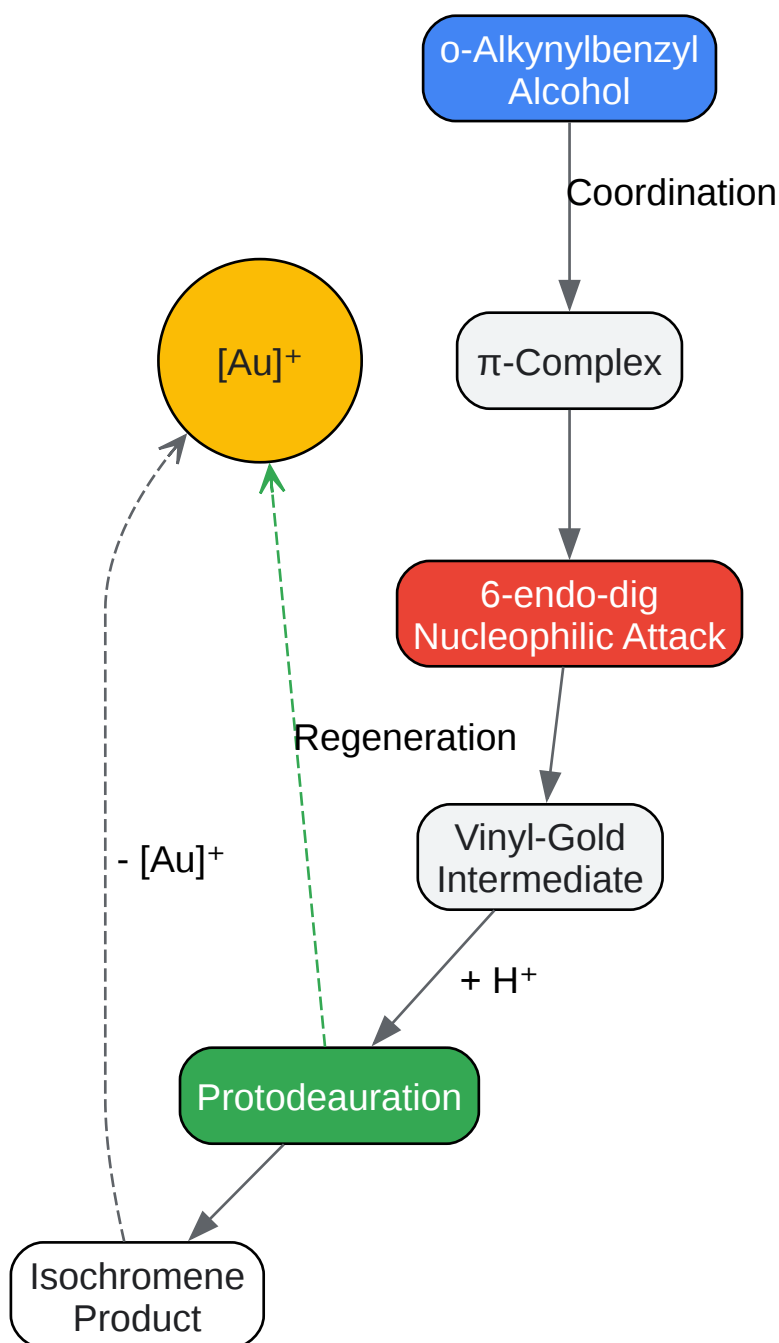 o-Alkynylbenzyl
Alcohol
Coordination
[Au]⁺
π-Complex
6-endo-dig
Nucleophilic Attack
Regeneration
Vinyl-Gold
Intermediate
- [Au]⁺
+ H⁺
Protodeauration
Isochromene
Product